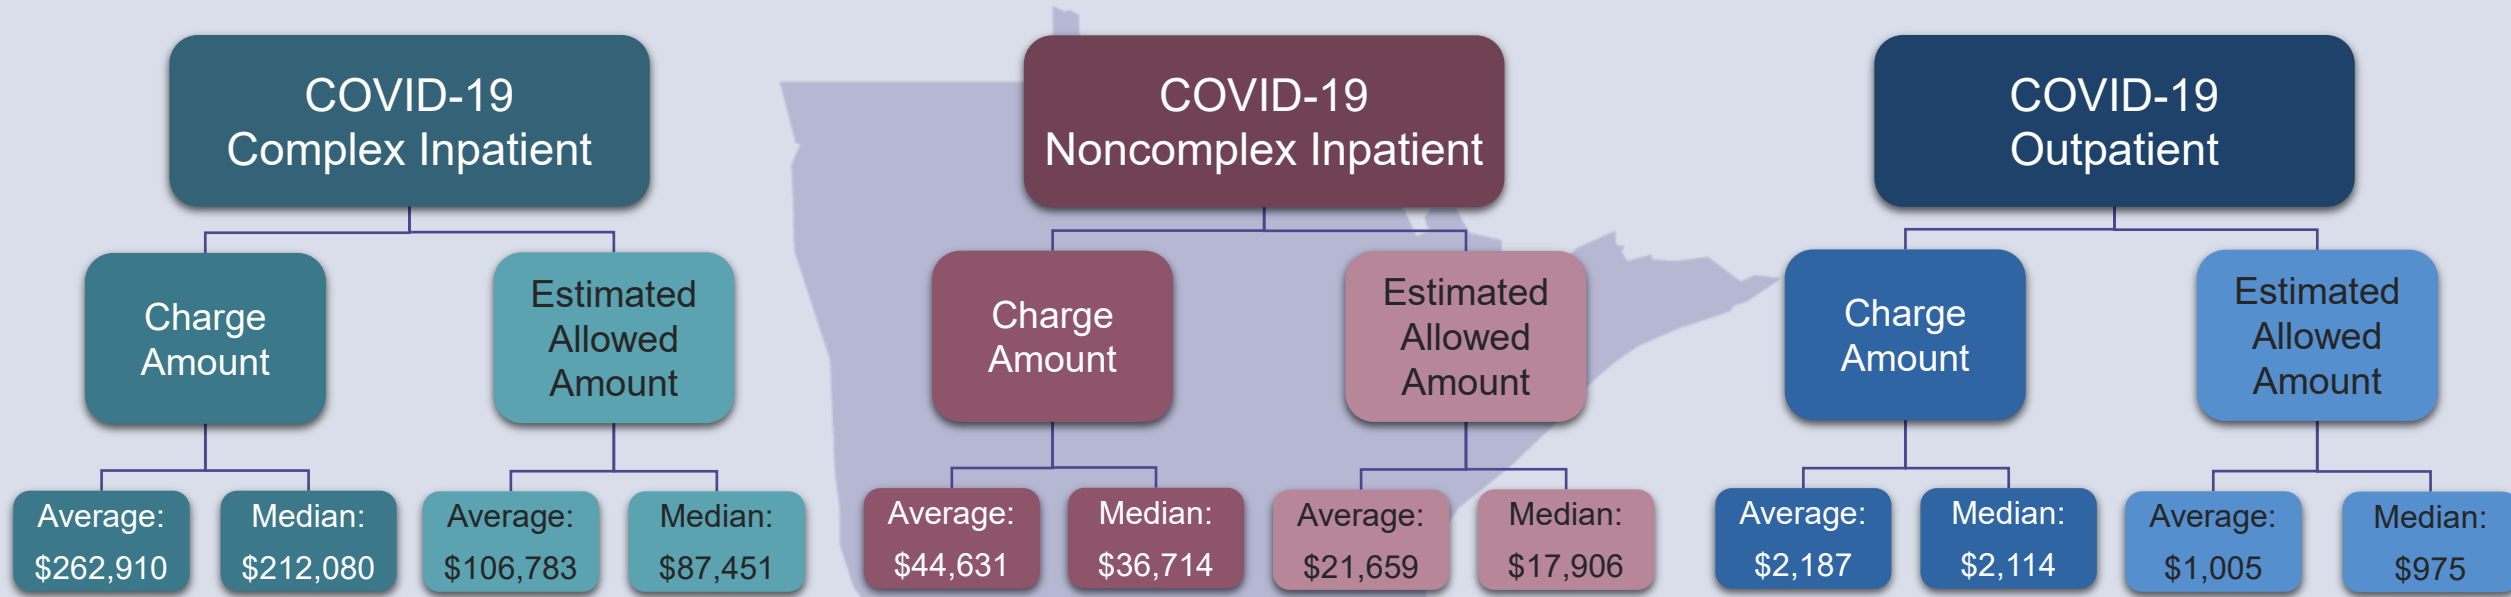 COVID-19
Complex Inpatient
Charge
Amount
Average:
$262,910
Median:
$212,080
Estimated
Allowed
Amount
Average:
$106,783
Median:
$87,451
COVID-19
Noncomplex Inpatient
Charge
Amount
Average:
$44,631
Median:
$36,714
Estimated
Allowed
Amount
Average:
$21,659
Median:
$17,906
COVID-19
Outpatient
Charge
Amount
Average:
$2,187
Median:
$2,114
Estimated
Allowed
Amount
Average:
$1,005
Median:
$975